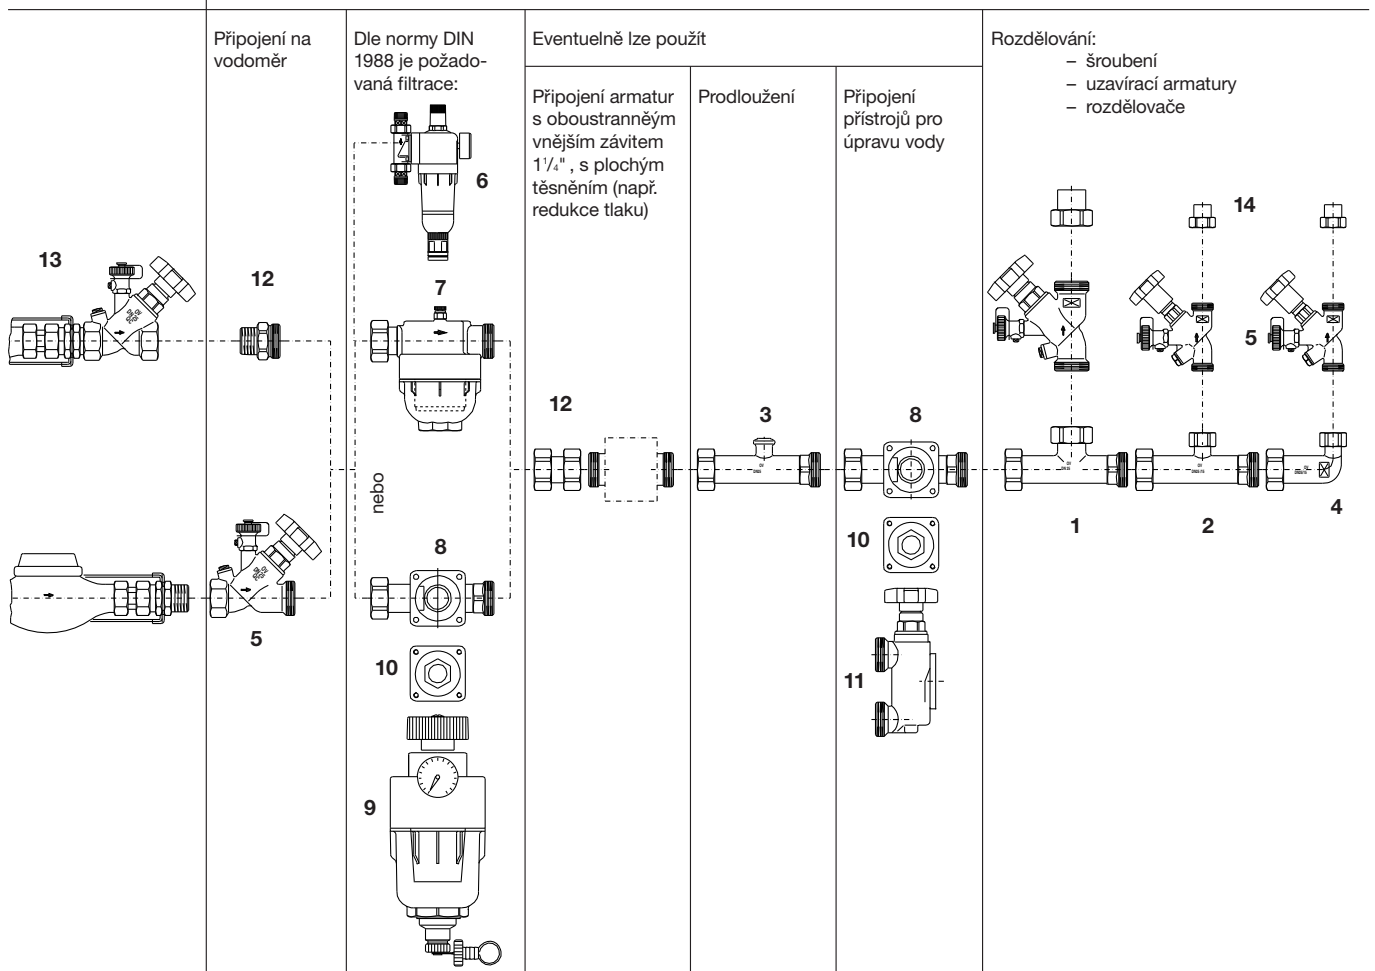 Připojení na
vodoměr
Dle normy DIN
1988 je požado-
vaná filtrace:
Eventuelně lze použít
Připojení armatur
s oboustranněým
vnějším závitem
1¹/₄" , s plochým
těsněním (např.
redukce tlaku)
Prodloužení
Připojení
přístrojů pro
úpravu vody
Rozdělování:
– šroubení
– uzavírací armatury
– rozdělovače
6
14
13
12
7
5
12
3
8
nebo
8
10
1
2
4
5
10
11
9